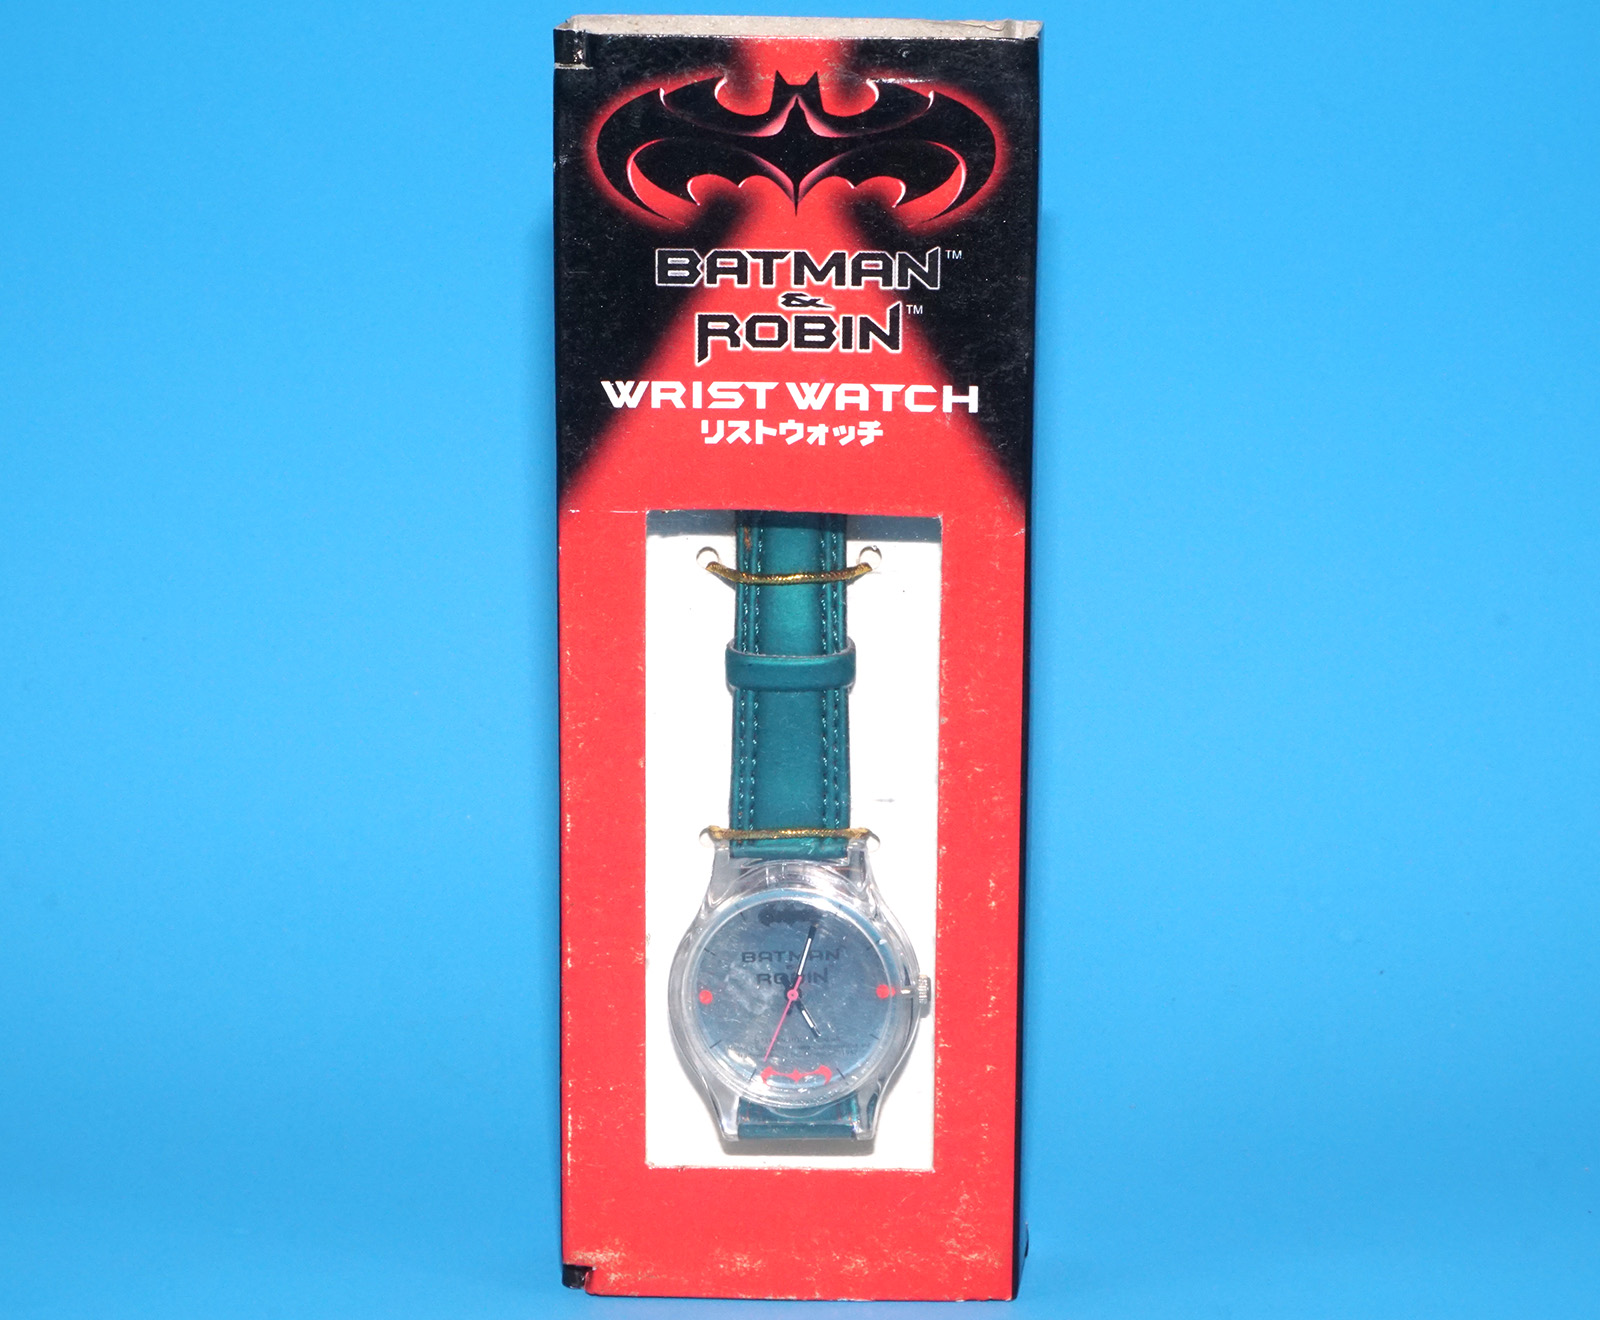 BATMAN™
&
ROBIN™
WRIST WATCH
リストウォッチ
BATMAN
ROBIN